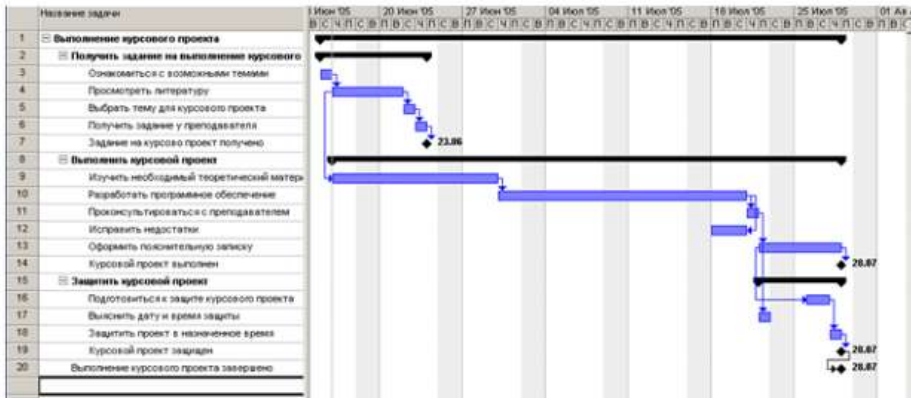 Название задачи
Июн '05 20 Июн '05 27 Июн '05 04 Июл '05 11 Июл '05 18 Июл '05 25 Июл '05 01 Ав
В С Ч П С В П В С Ч П С В П В С Ч П С В П В С Ч П С В П В С Ч П С В П В С Ч П С В П В С Ч П С В П В
1 Выполнение курсового проекта
2 Получить задание на выполнение курсового
3 Ознакомиться с возможными темами
4 Просмотреть литературу
5 Выбрать тему для курсового проекта
6 Получить задание у преподавателя
7 Задание на курсово проект получено 23.06
8 Выполнить курсовой проект
9 Изучить необходимый теоретический матери
10 Разработать программное обеспечение
11 Проконсультироваться с преподавателем
12 Исправить недостатки
13 Оформить пояснительную записку
14 Курсовой проект выполнен 28.07
15 Защитить курсовой проект
16 Подготовиться к защите курсового проекта
17 Выяснить дату и время защиты
18 Защитить проект в назначенное время
19 Курсовой проект защищен 28.07
20 Выполнение курсового проекта завершено 28.07